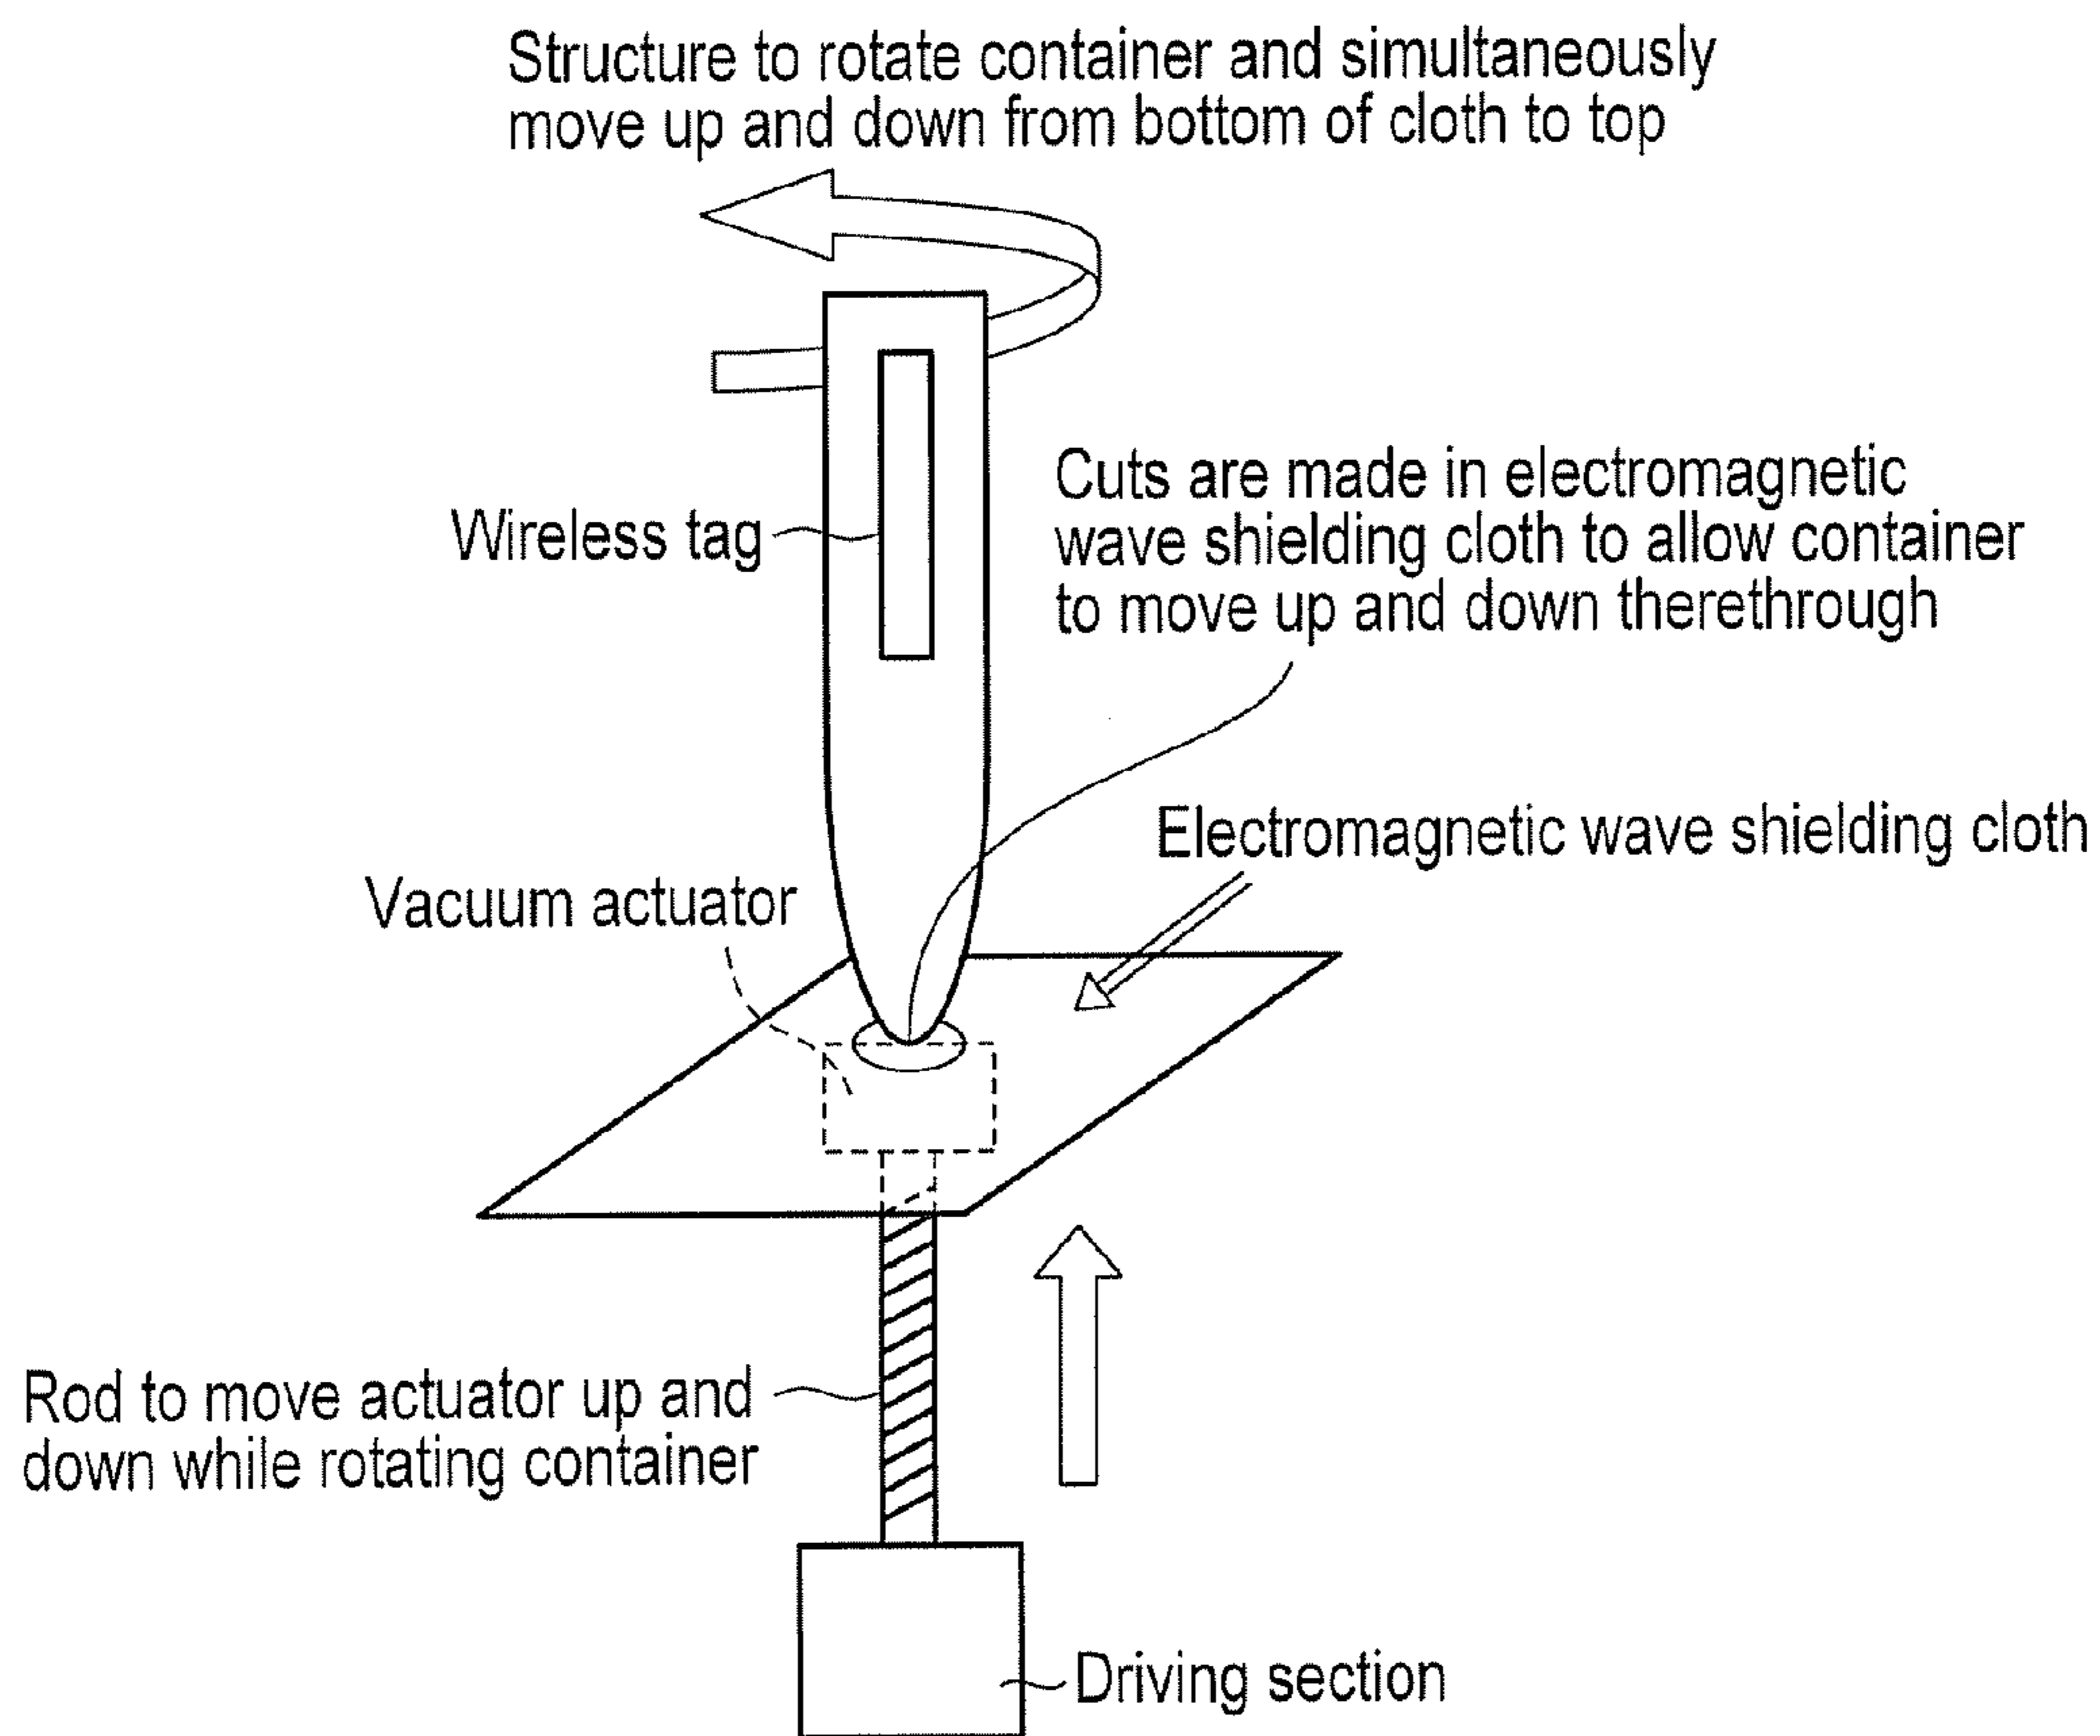 Structure to rotate container and simultaneously
move up and down from bottom of cloth to top
Wireless tag
Cuts are made in electromagnetic
wave shielding cloth to allow container
to move up and down therethrough
Electromagnetic wave shielding cloth
Vacuum actuator
Rod to move actuator up and
down while rotating container
Driving section